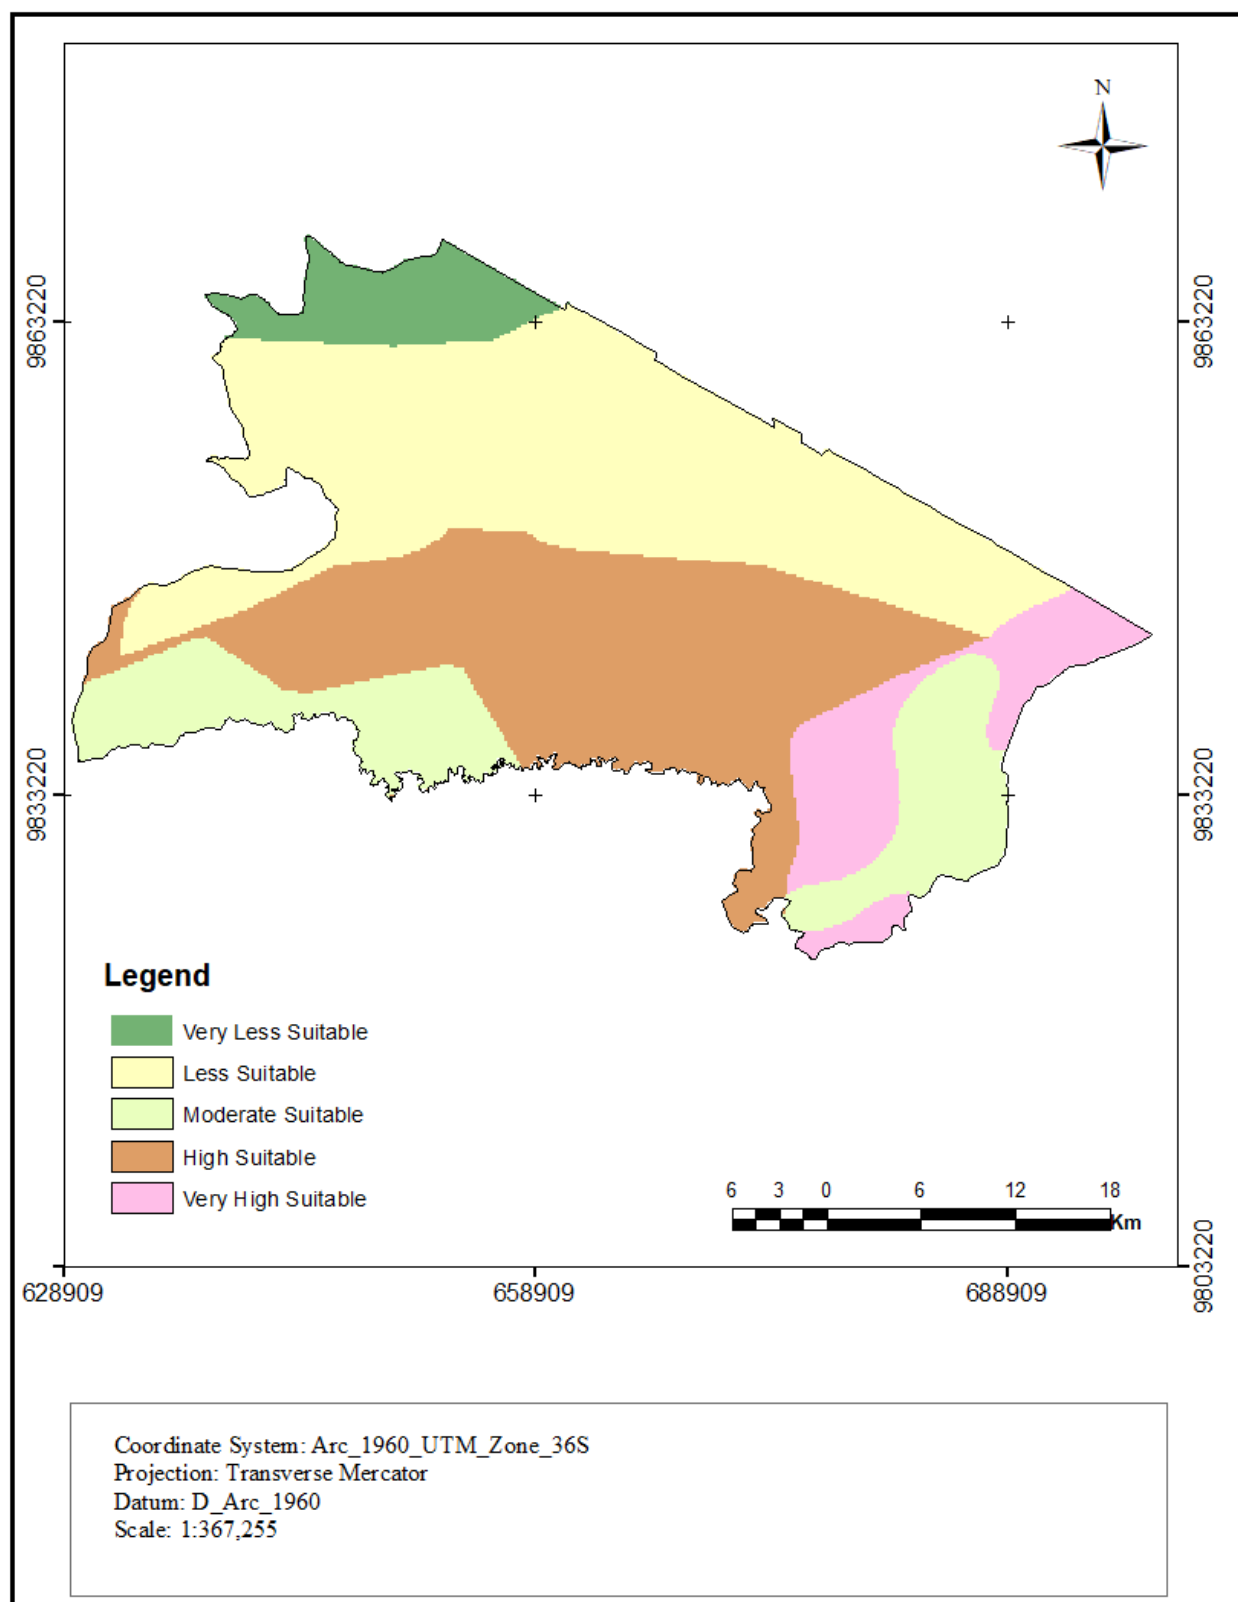 N
9863220
9863220
9833220
9833220
Legend
Very Less Suitable
Less Suitable
Moderate Suitable
High Suitable
Very High Suitable
6 3 0 6 12 18
Km
9803220
628909 658909 688909
Coordinate System: Arc_1960_UTM_Zone_36S
Projection: Transverse Mercator
Datum: D_Arc_1960
Scale: 1:367,255